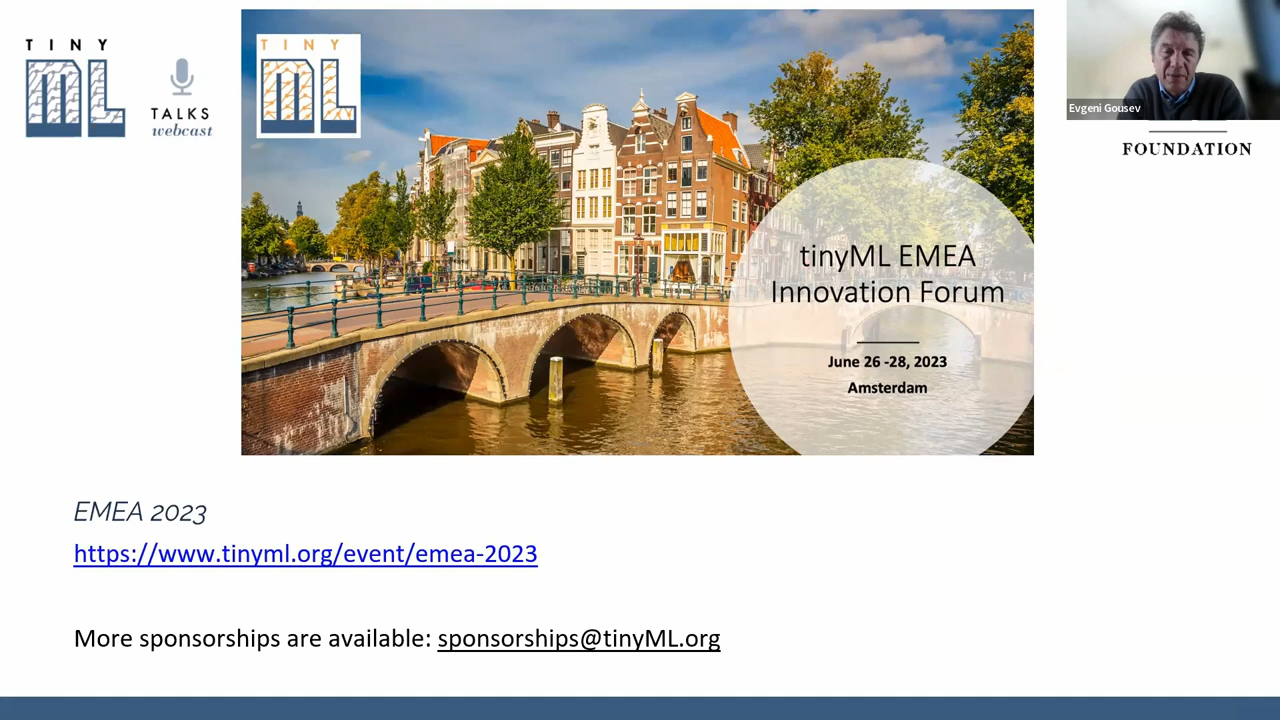 TINY
ML
TALKS
webcast
TINY
ML
Evgeni Gousev
FOUNDATION
tinyML EMEA
Innovation Forum
June 26 -28, 2023
Amsterdam
EMEA 2023
https://www.tinyml.org/event/emea-2023
More sponsorships are available: sponsorships@tinyML.org